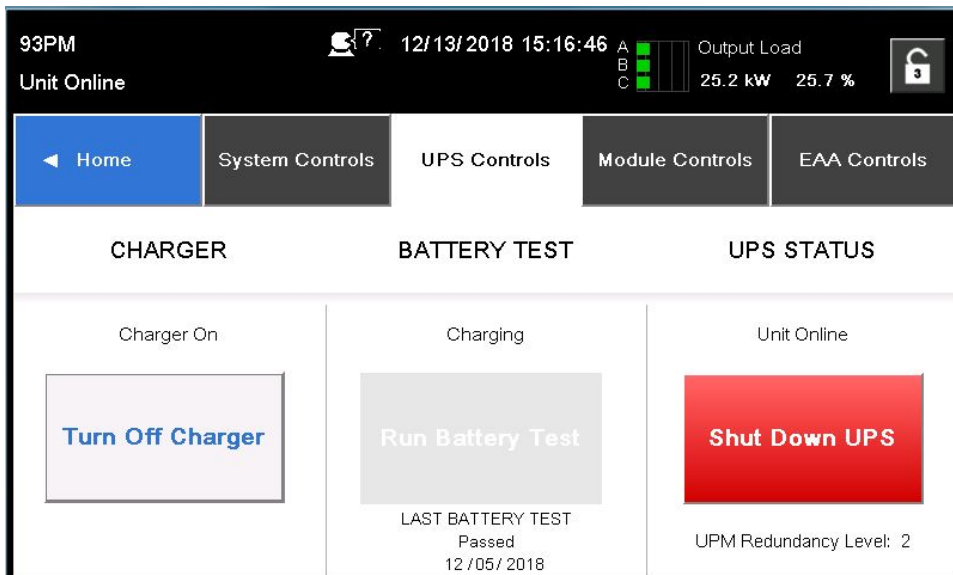 93PM
Unit Online
? 12/13/2018 15:16:46
A
B
C
Output Load
25.2 kW 25.7 %
3
◄ Home
System Controls
UPS Controls
Module Controls
EAA Controls
CHARGER
BATTERY TEST
UPS STATUS
Charger On
Charging
Unit Online
Turn Off Charger
Run Battery Test
Shut Down UPS
LAST BATTERY TEST
Passed
12/05/2018
UPM Redundancy Level: 2